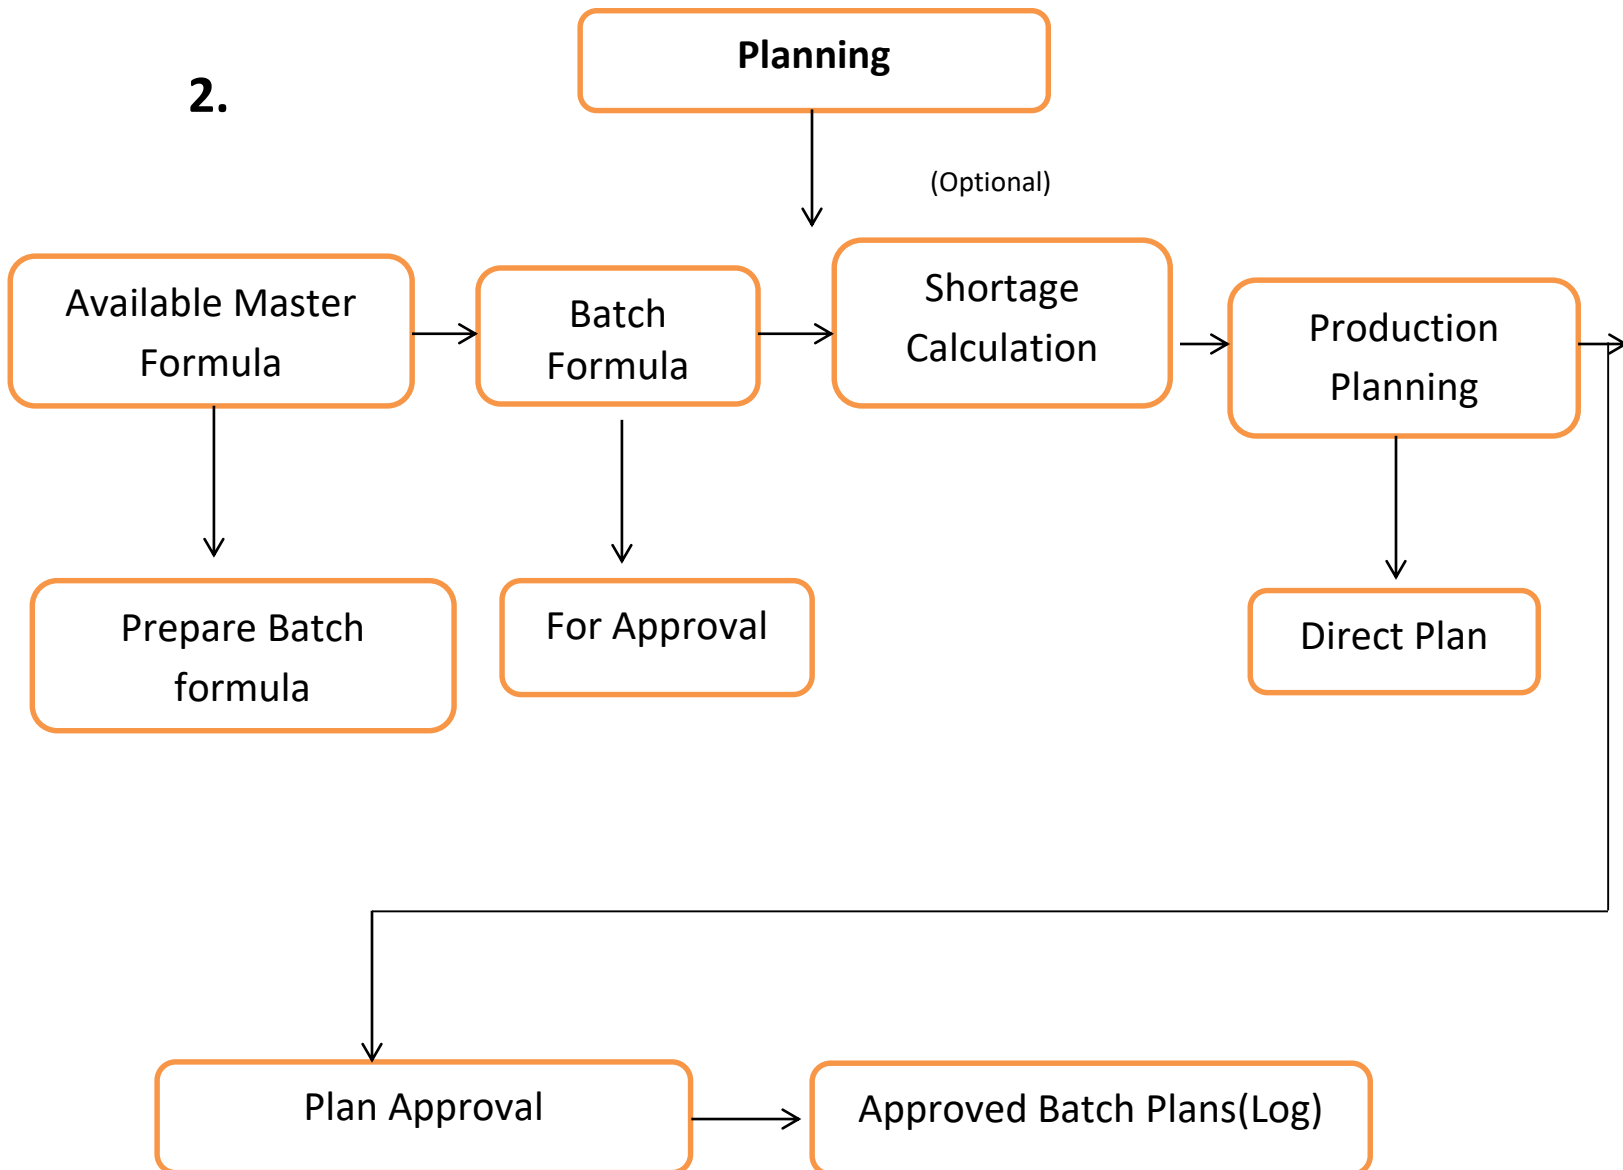 Planning
2.
(Optional)
Available Master
Formula
Batch
Formula
Shortage
Calculation
Production
Planning
Prepare Batch
formula
For Approval
Direct Plan
Plan Approval
Approved Batch Plans(Log)